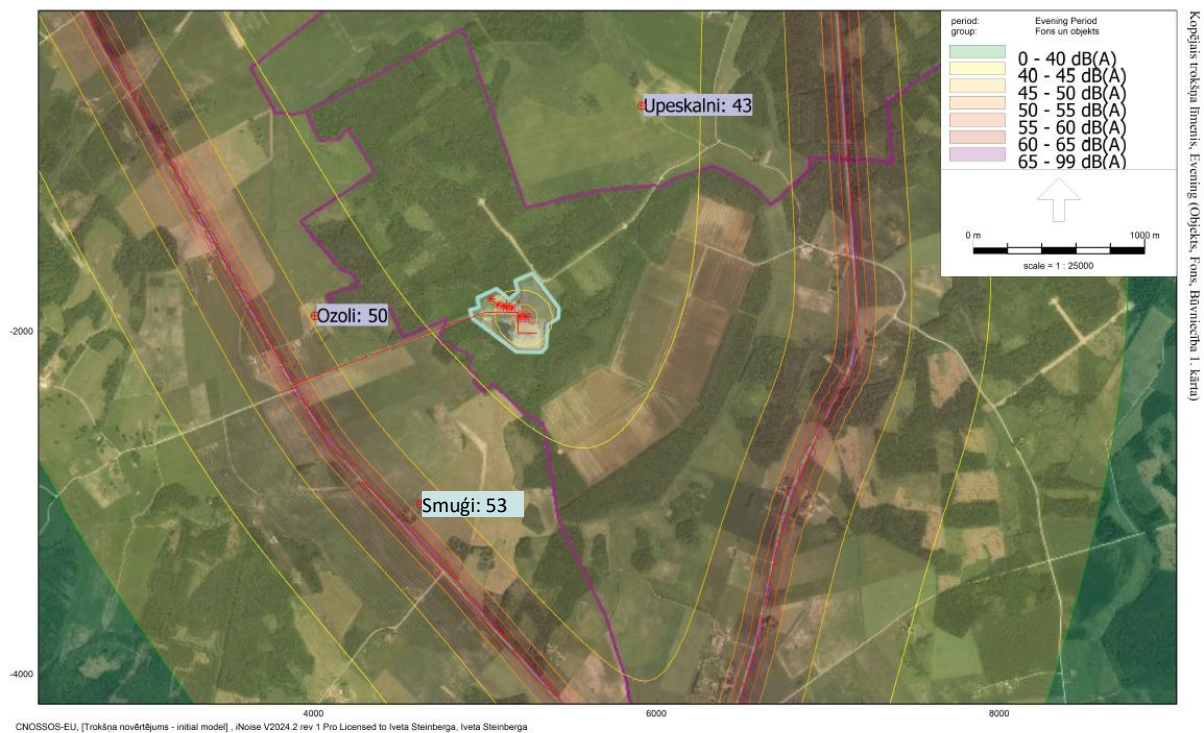 period: Evening Period
group: Fons un objekts
0 - 40 dB(A)
40 - 45 dB(A)
45 - 50 dB(A)
50 - 55 dB(A)
55 - 60 dB(A)
60 - 65 dB(A)
65 - 99 dB(A)
0 m 1000 m
scale = 1 : 25000
Kopējais trokšņa līmenis, Evening (Objekts, Fons, Būvniecība 1. kārta)
Upeskalni: 43
Ozoli: 50
Smuģi: 53
-2000
-4000
4000 6000 8000
CNOSSOS-EU, [Trokšņa novērtējums - initial model] , iNoise V2024.2 rev 1 Pro Licensed to Iveta Steinberga, Iveta Steinberga